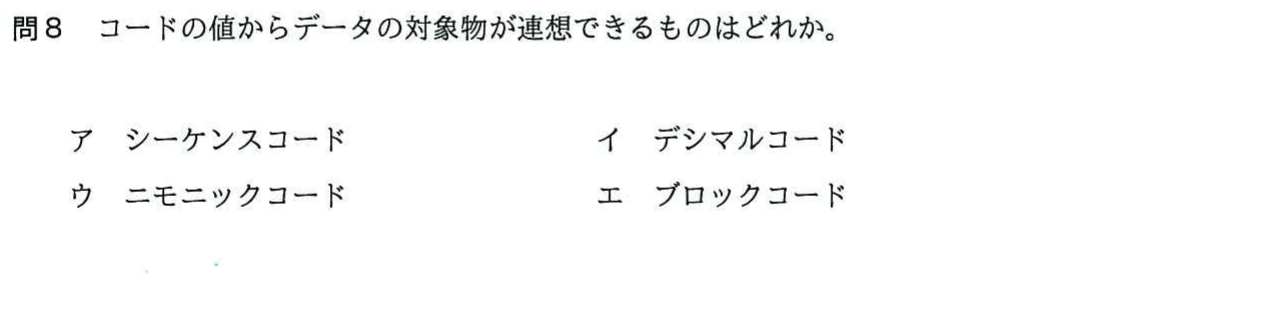 問8 コードの値からデータの対象物が連想できるものはどれか。
ア シーケンスコード イ デシマルコード
ウ ニモニックコード エ ブロックコード